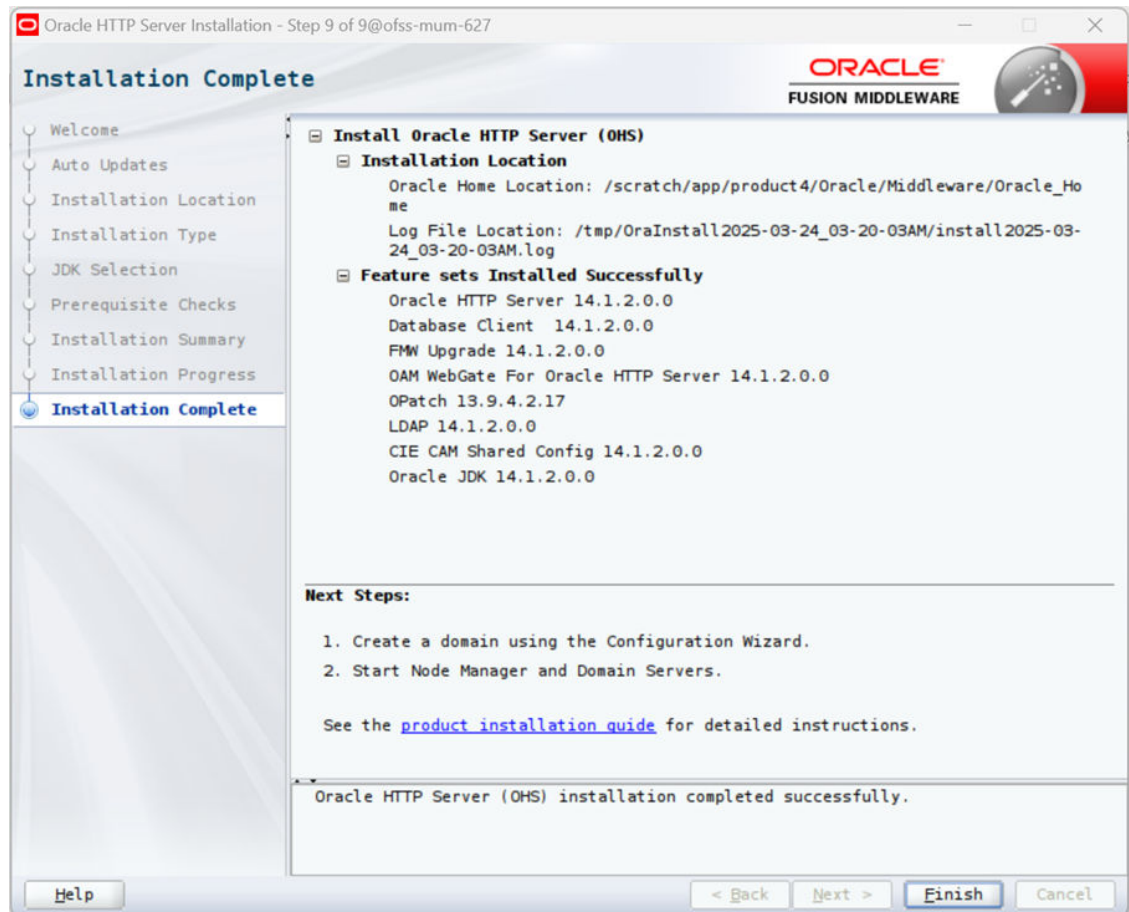 Oracle HTTP Server Installation - Step 9 of 9@ofss-mum-627
Installation Complete
ORACLE
FUSION MIDDLEWARE
Welcome
Auto Updates
Installation Location
Installation Type
JDK Selection
Prerequisite Checks
Installation Summary
Installation Progress
Installation Complete
Install Oracle HTTP Server (OHS)
Installation Location
Oracle Home Location: /scratch/app/product4/Oracle/Middleware/Oracle_Ho
me
Log File Location: /tmp/OraInstall2025-03-24_03-20-03AM/install2025-03-
24_03-20-03AM.log
Feature sets Installed Successfully
Oracle HTTP Server 14.1.2.0.0
Database Client  14.1.2.0.0
FMW Upgrade 14.1.2.0.0
OAM WebGate For Oracle HTTP Server 14.1.2.0.0
OPatch 13.9.4.2.17
LDAP 14.1.2.0.0
CIE CAM Shared Config 14.1.2.0.0
Oracle JDK 14.1.2.0.0
Next Steps:
1. Create a domain using the Configuration Wizard.
2. Start Node Manager and Domain Servers.
See the product installation guide for detailed instructions.
Oracle HTTP Server (OHS) installation completed successfully.
Help
< Back
Next >
Finish
Cancel